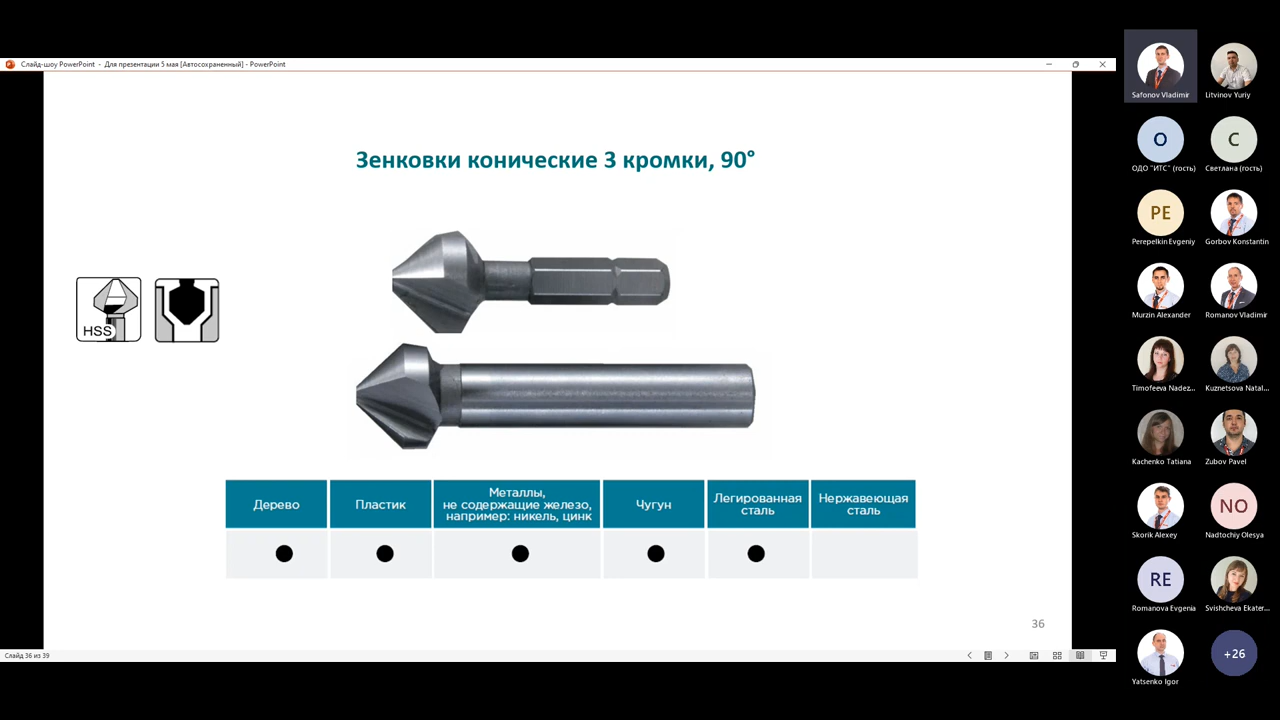 Слайд-шоу PowerPoint - Для презентации 5 мая [Автосохраненный] - PowerPoint
Зенковки конические 3 кромки, 90°
HSS
Дерево
Пластик
Металлы,
не содержащие железо,
например: никель, цинк
Чугун
Легированная
сталь
Нержавеющая
сталь
36
Слайд 36 из 39
Safonov Vladimir
Litvinov Yuriy
О
С
ОДО "ИТС" (гость)
Светлана (гость)
PE
Perepelkin Evgeniy
Gorbov Konstantin
Murzin Alexander
Romanov Vladimir
Timofeeva Nadez...
Kuznetsova Natal...
Kachenko Tatiana
Zubov Pavel
NO
Skorik Alexey
Nadtochiy Olesya
RE
Romanova Evgenia
Svishcheva Ekater...
Yatsenko Igor
+26